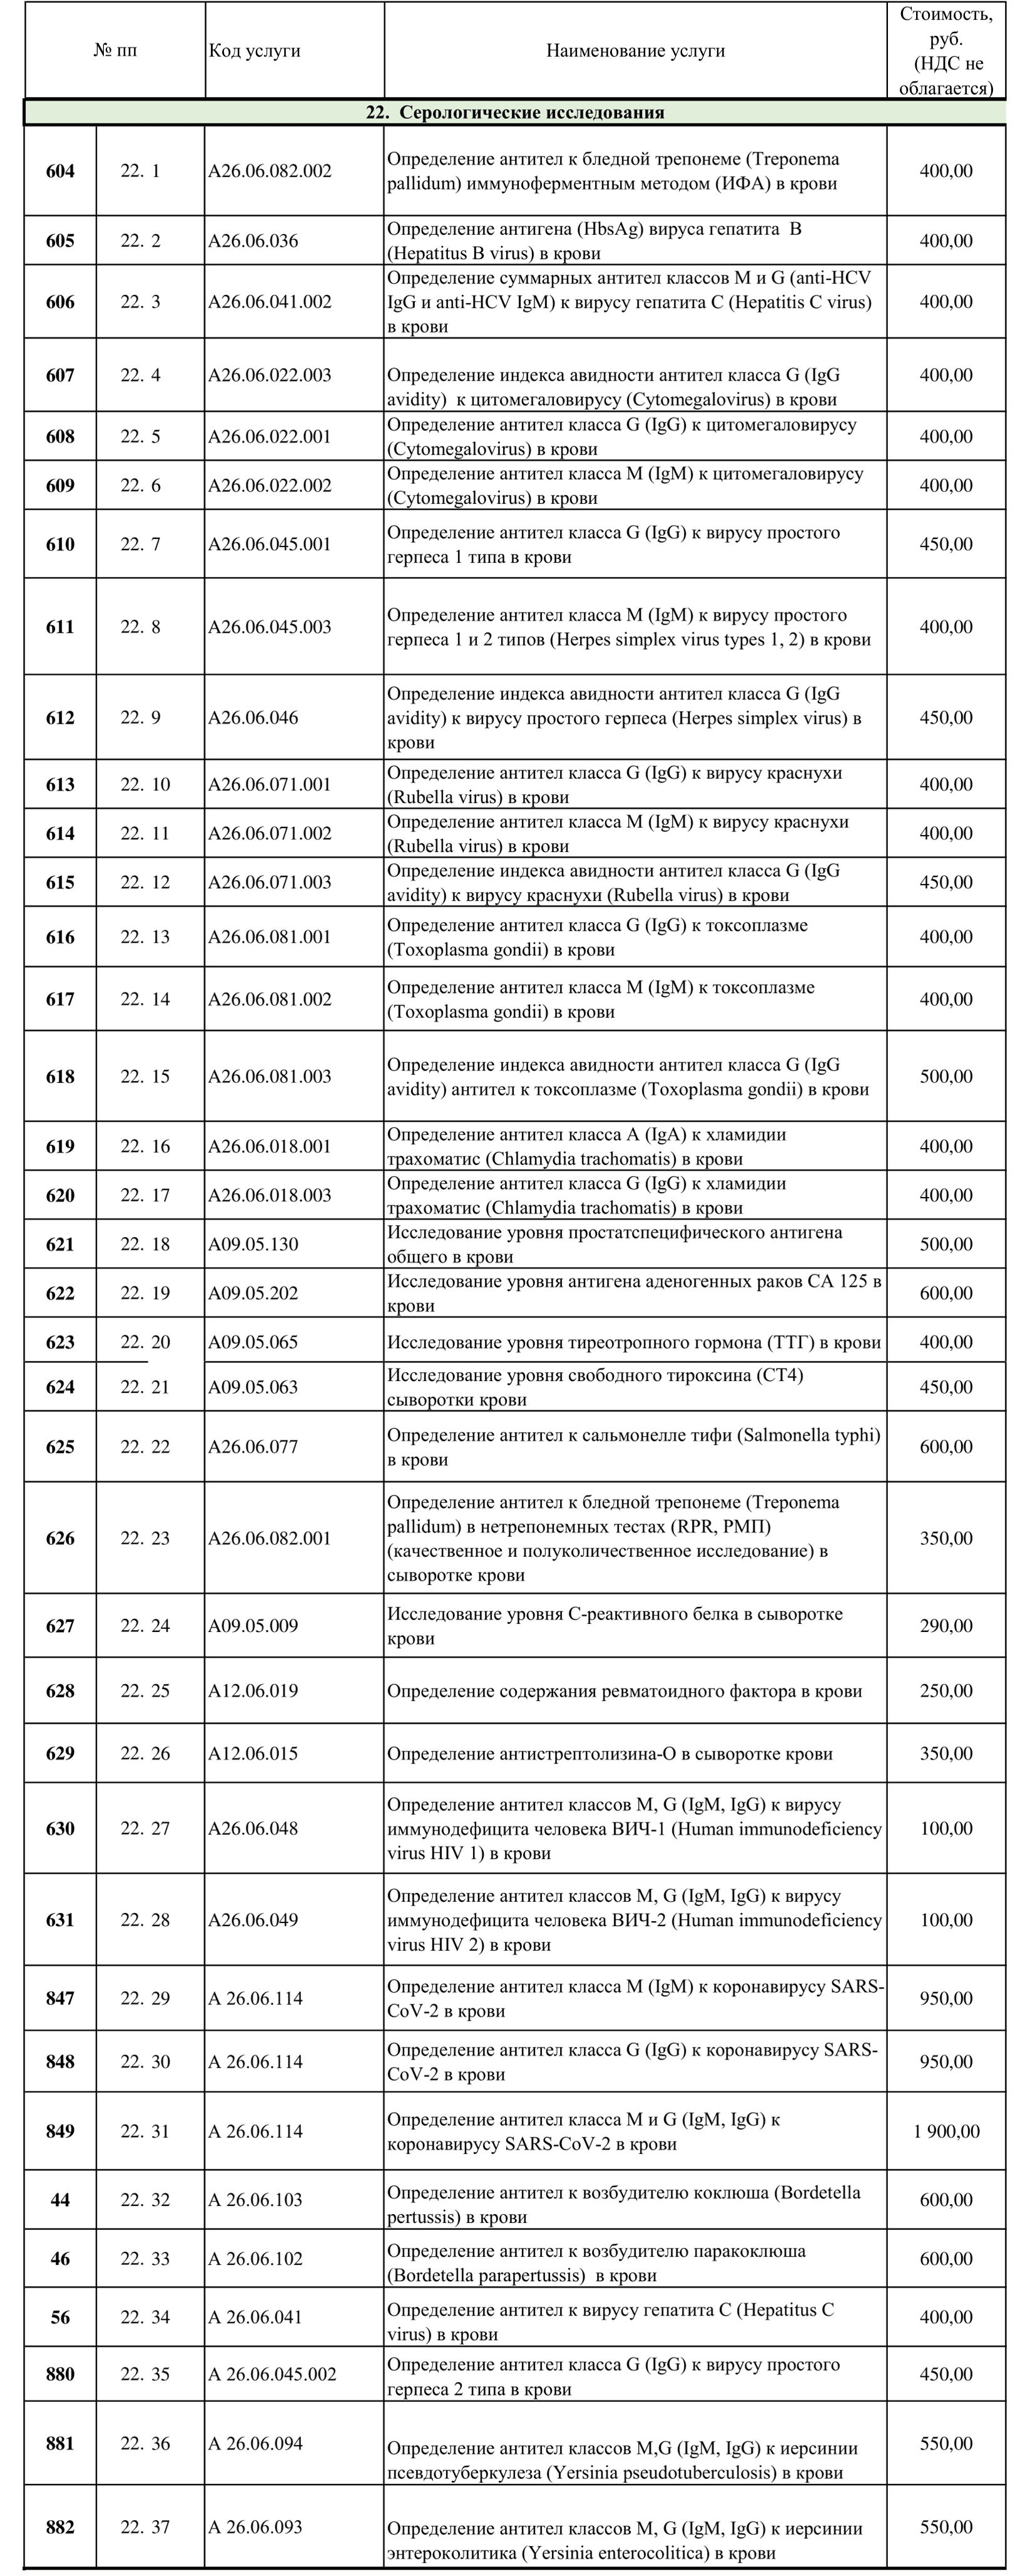 № пп
Код услуги
Наименование услуги
Стоимость,
руб.
(НДС не
облагается)
22.  Серологические исследования
604 22. 1 A26.06.082.002 Определение антител к бледной трепонеме (Treponema
pallidum) иммуноферментным методом (ИФА) в крови 400,00
605 22. 2 A26.06.036 Определение антигена (HbsAg) вируса гепатита  B
(Hepatitus B virus) в крови 400,00
606 22. 3 A26.06.041.002 Определение суммарных антител классов M и G (anti-HCV
IgG и anti-HCV IgM) к вирусу гепатита C (Hepatitis C virus)
в крови 400,00
607 22. 4 A26.06.022.003 Определение индекса авидности антител класса G (IgG
avidity)  к цитомегаловирусу (Cytomegalovirus) в крови 400,00
608 22. 5 A26.06.022.001 Определение антител класса G (IgG) к цитомегаловирусу
(Cytomegalovirus) в крови 400,00
609 22. 6 A26.06.022.002 Определение антител класса M (IgM) к цитомегаловирусу
(Cytomegalovirus) в крови 400,00
610 22. 7 A26.06.045.001 Определение антител класса G (IgG) к вирусу простого
герпеса 1 типа в крови 450,00
611 22. 8 A26.06.045.003 Определение антител класса M (IgM) к вирусу простого
герпеса 1 и 2 типов (Herpes simplex virus types 1, 2) в крови 400,00
612 22. 9 A26.06.046 Определение индекса авидности антител класса G (IgG
avidity) к вирусу простого герпеса (Herpes simplex virus) в
крови 450,00
613 22. 10 A26.06.071.001 Определение антител класса G (IgG) к вирусу краснухи
(Rubella virus) в крови 400,00
614 22. 11 A26.06.071.002 Определение антител класса M (IgM) к вирусу краснухи
(Rubella virus) в крови 400,00
615 22. 12 A26.06.071.003 Определение индекса авидности антител класса G (IgG
avidity) к вирусу краснухи (Rubella virus) в крови 450,00
616 22. 13 A26.06.081.001 Определение антител класса G (IgG) к токсоплазме
(Toxoplasma gondii) в крови 400,00
617 22. 14 A26.06.081.002 Определение антител класса M (IgM) к токсоплазме
(Toxoplasma gondii) в крови 400,00
618 22. 15 A26.06.081.003 Определение индекса авидности антител класса G (IgG
avidity) антител к токсоплазме (Toxoplasma gondii) в крови 500,00
619 22. 16 A26.06.018.001 Определение антител класса A (IgA) к хламидии
трахоматис (Chlamydia trachomatis) в крови 400,00
620 22. 17 A26.06.018.003 Определение антител класса G (IgG) к хламидии
трахоматис (Chlamydia trachomatis) в крови 400,00
621 22. 18 A09.05.130 Исследование уровня простатспецифического антигена
общего в крови 500,00
622 22. 19 A09.05.202 Исследование уровня антигена аденогенных раков CA 125 в
крови 600,00
623 22. 20 A09.05.065 Исследование уровня тиреотропного гормона (ТТГ) в крови 400,00
624 22. 21 A09.05.063 Исследование уровня свободного тироксина (СТ4)
сыворотки крови 450,00
625 22. 22 A26.06.077 Определение антител к сальмонелле тифи (Salmonella typhi)
в крови 600,00
626 22. 23 A26.06.082.001 Определение антител к бледной трепонеме (Treponema
pallidum) в нетрепонемных тестах (RPR, РМП)
(качественное и полуколичественное исследование) в
сыворотке крови 350,00
627 22. 24 A09.05.009 Исследование уровня С-реактивного белка в сыворотке
крови 290,00
628 22. 25 A12.06.019 Определение содержания ревматоидного фактора в крови 250,00
629 22. 26 A12.06.015 Определение антистрептолизина-О в сыворотке крови 350,00
630 22. 27 A26.06.048 Определение антител классов M, G (IgM, IgG) к вирусу
иммунодефицита человека ВИЧ-1 (Human immunodeficiency
virus HIV 1) в крови 100,00
631 22. 28 A26.06.049 Определение антител классов M, G (IgM, IgG) к вирусу
иммунодефицита человека ВИЧ-2 (Human immunodeficiency
virus HIV 2) в крови 100,00
847 22. 29 A 26.06.114 Определение антител класса M (IgM) к коронавирусу SARS-
CoV-2 в крови 950,00
848 22. 30 A 26.06.114 Определение антител класса G (IgG) к коронавирусу SARS-
CoV-2 в крови 950,00
849 22. 31 A 26.06.114 Определение антител класса M и G (IgM, IgG) к
коронавирусу SARS-CoV-2 в крови 1 900,00
44 22. 32 A 26.06.103 Определение антител к возбудителю коклюша (Bordetella
pertussis) в крови 600,00
46 22. 33 A 26.06.102 Определение антител к возбудителю паракоклюша
(Bordetella parapertussis)  в крови 600,00
56 22. 34 A 26.06.041 Определение антител к вирусу гепатита C (Hepatitus C
virus) в крови 400,00
880 22. 35 A 26.06.045.002 Определение антител класса G (IgG) к вирусу простого
герпеса 2 типа в крови 450,00
881 22. 36 A 26.06.094 Определение антител классов M,G (IgM, IgG) к иерсинии
псевдотуберкулеза (Yersinia pseudotuberculosis) в крови 550,00
882 22. 37 A 26.06.093 Определение антител классов M, G (IgM, IgG) к иерсинии
энтероколитика (Yersinia enterocolitica) в крови 550,00